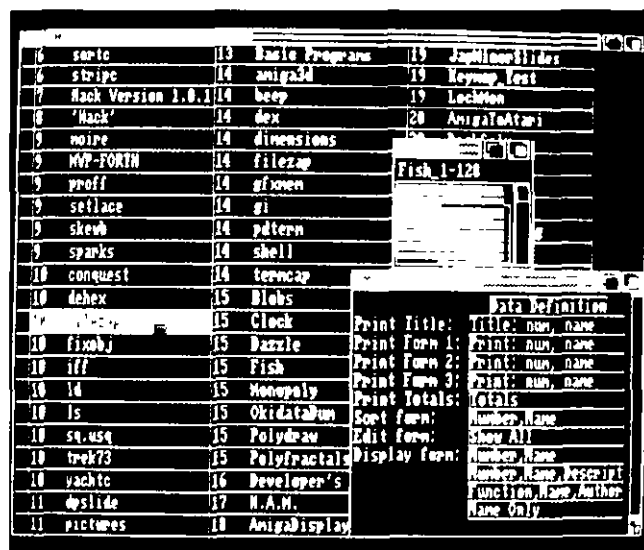 6 sortc
6 stripc
7 Hack Version 1.0.1
8 'Hack'
9 moire
9 MVP-FORTH
9 proff
9 setlace
9 skewb
9 sparks
10 conquest
10 dehex
10 fixobj
10 iff
10 ld
10 ls
10 sq.usq
10 trek73
10 yachtc
11 dpslide
11 pictures
13 Basic Programs
14 amiga3d
14 beep
14 dex
14 dimensions
14 filezap
14 gfxmem
14 gi
14 pdterm
14 shell
14 termcap
15 Blobs
15 Clock
15 Dazzle
15 Fish
15 Monopoly
15 OkidataDum
15 Polydraw
15 Polyfractals
16 Developer's
17 N.A.M.
18 AmigaDisplay
19 JapMinorSlides
19 Keymap_Test
19 LockMon
20 AmigaToAtari
Fish_1-128
Data Definition
Print Title: Title: num, name
Print Form 1: Print: num, name
Print Form 2: Print: num, name
Print Form 3: Print: num, name
Print Totals: Totals
Sort form: Number,Name
Edit form: Show All
Display form: Number,Name
Number,Name,Descript
Function,Name,Author
Name Only